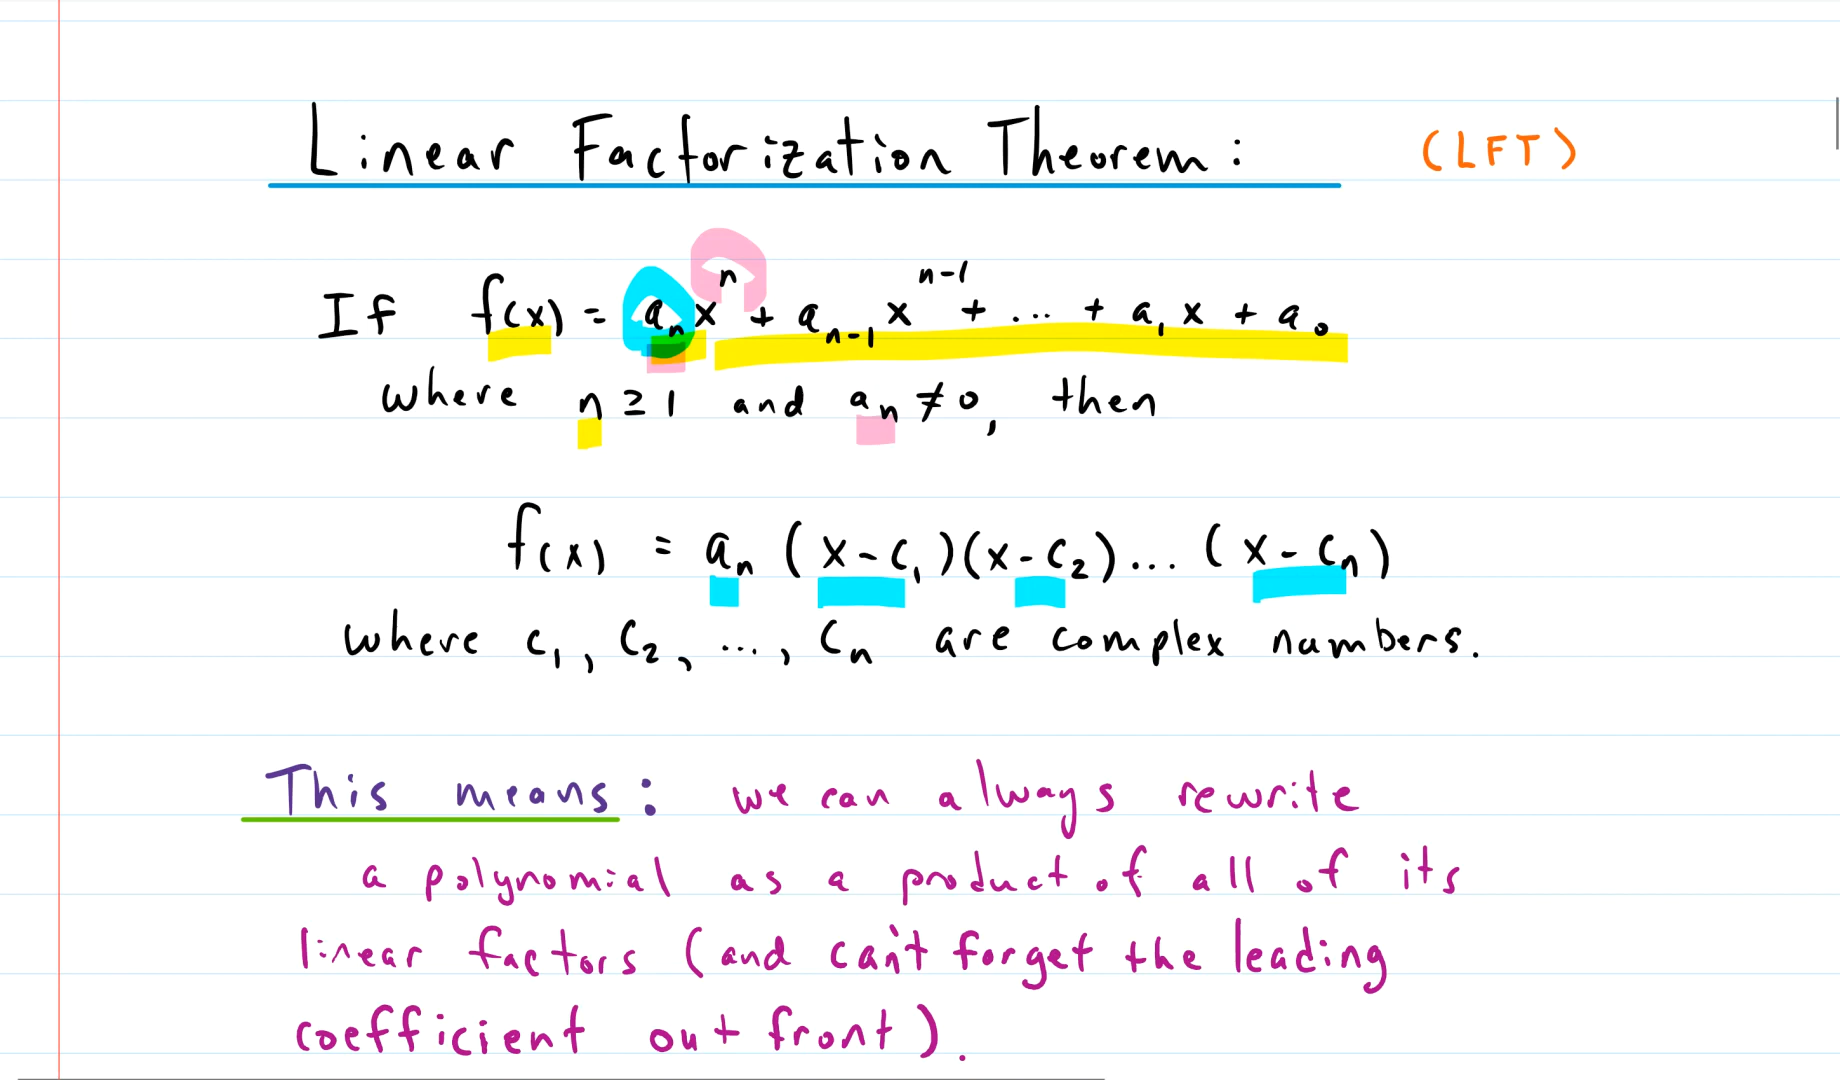 Linear Factorization Theorem: (LFT)
If f(x) = aₙxⁿ + aₙ₋₁xⁿ⁻¹ + ... + a₁x + a₀
where n ≥ 1 and aₙ ≠ 0, then
f(x) = aₙ (x-c₁)(x-c₂)...(x-cₙ)
where c₁, c₂, ..., cₙ are complex numbers.
This means: we can always rewrite
a polynomial as a product of all of its
linear factors (and can't forget the leading
coefficient out front).